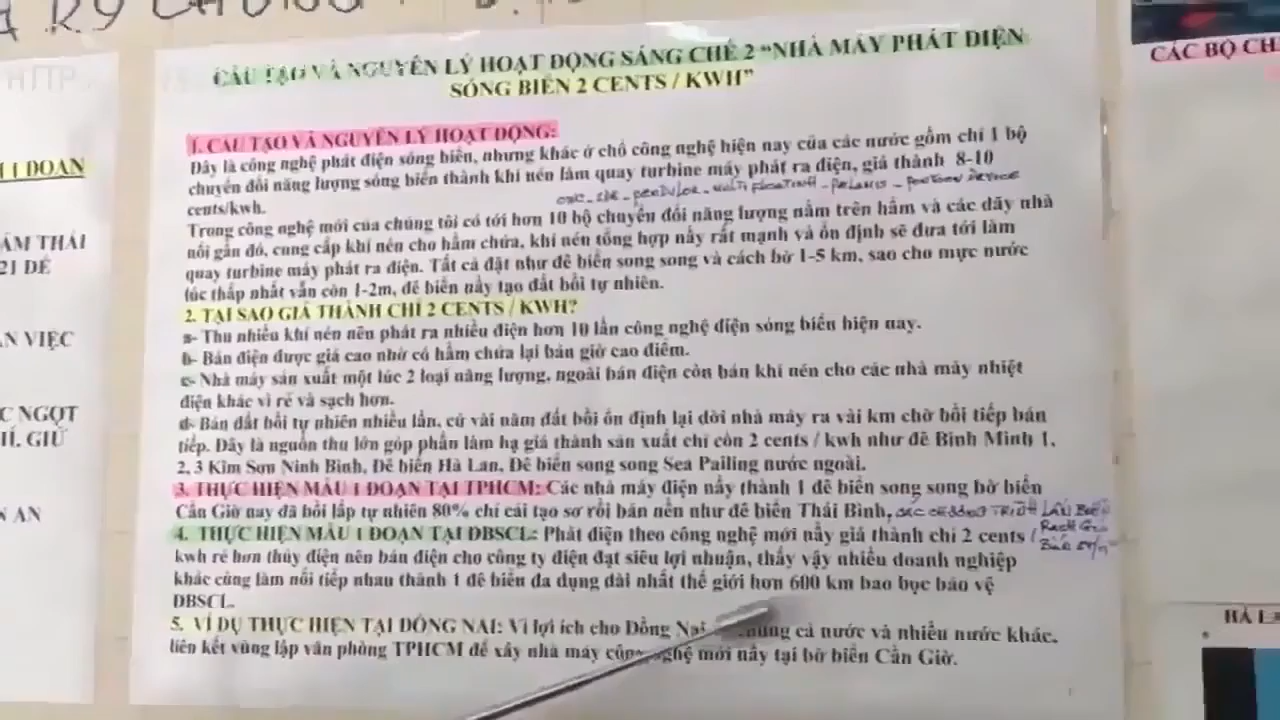 CẤU TẠO VÀ NGUYÊN LÝ HOẠT ĐỘNG SÁNG CHẾ 2 “NHÀ MÁY PHÁT ĐIỆN
SÓNG BIỂN 2 CENTS / KWH”
1. CẤU TẠO VÀ NGUYÊN LÝ HOẠT ĐỘNG:
Đây là công nghệ phát điện sóng biển, nhưng khác ở chỗ công nghệ hiện nay của các nước gồm chỉ 1 bộ
chuyển đổi năng lượng sóng biển thành khí nén làm quay turbine máy phát ra điện, giá thành 8-10
cents/kwh.
Trong công nghệ mới của chúng tôi có tới hơn 10 bộ chuyển đổi năng lượng nằm trên hầm và các dãy nhà
nổi gần đó, cung cấp khí nén cho hầm chứa, khí nén tổng hợp nầy rất mạnh và ổn định sẽ đưa tới làm
quay turbine máy phát ra điện. Tất cả đặt như đê biển song song và cách bờ 1-5 km, sao cho mực nước
lúc thấp nhất vẫn còn 1-2m, đê biển nầy tạo đất bồi tự nhiên.
2. TẠI SAO GIÁ THÀNH CHỈ 2 CENTS / KWH?
a- Thu nhiều khí nén nên phát ra nhiều điện hơn 10 lần công nghệ điện sóng biển hiện nay.
b- Bán điện được giá cao nhờ có hầm chứa lại bán giờ cao điểm.
c- Nhà máy sản xuất một lúc 2 loại năng lượng, ngoài bán điện còn bán khí nén cho các nhà máy nhiệt
điện khác vì rẻ và sạch hơn.
d- Bán đất bồi tự nhiên nhiều lần, cứ vài năm đất bồi ổn định lại dời nhà máy ra vài km chờ bồi tiếp bán
tiếp. Đây là nguồn thu lớn góp phần làm hạ giá thành sản xuất chỉ còn 2 cents / kwh như đê Bình Minh 1,
2, 3 Kim Sơn Ninh Bình, Đê biển Hà Lan, Đê biển song song Sea Pailing nước ngoài.
3. THỰC HIỆN MẪU 1 ĐOẠN TẠI TPHCM: Các nhà máy điện nầy thành 1 đê biển song song bờ biển
Cần Giờ nay đã bồi lắp tự nhiên 80% chỉ cải tạo sơ rồi bán nền như đê biển Thái Bình,
4. THỰC HIỆN MẪU 1 ĐOẠN TẠI ĐBSCL: Phát điện theo công nghệ mới nầy giá thành chỉ 2 cents /
kwh rẻ hơn thủy điện nên bán điện cho công ty điện đạt siêu lợi nhuận, thấy vậy nhiều doanh nghiệp
khác cùng làm nối tiếp nhau thành 1 đê biển đa dụng dài nhất thế giới hơn 600 km bao bọc bảo vệ
ĐBSCL.
5. VÍ DỤ THỰC HIỆN TẠI ĐỒNG NAI: Vì lợi ích cho Đồng Nai chung cả nước và nhiều nước khác,
liên kết vùng lập văn phòng TPHCM để xây nhà máy công nghệ mới nầy tại bờ biển Cần Giờ.
1 ĐOẠN
ÁM THÁI
21 ĐỂ
N VIỆC
C NGỌT
HÍ. GIỮ
N AN
CÁC BỘ CH
HÀ L